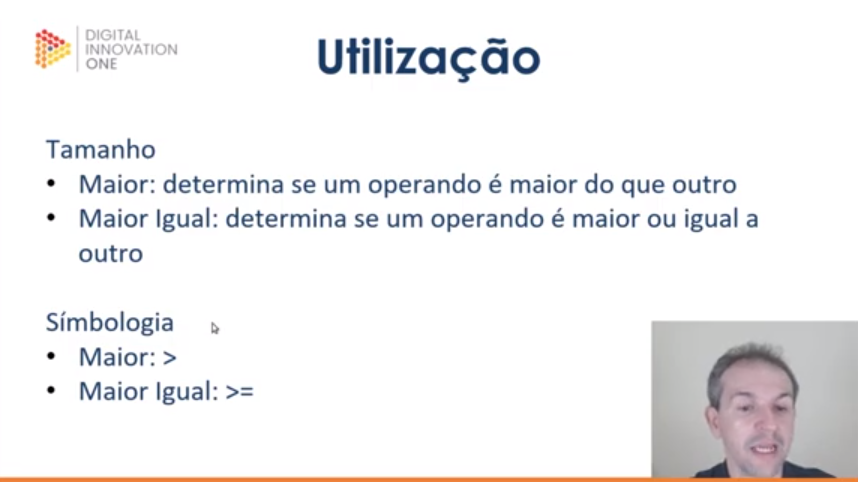 DIGITAL
INNOVATION
ONE
Utilização
Tamanho
• Maior: determina se um operando é maior do que outro
• Maior Igual: determina se um operando é maior ou igual a
outro
Símbologia
• Maior: >
• Maior Igual: >=